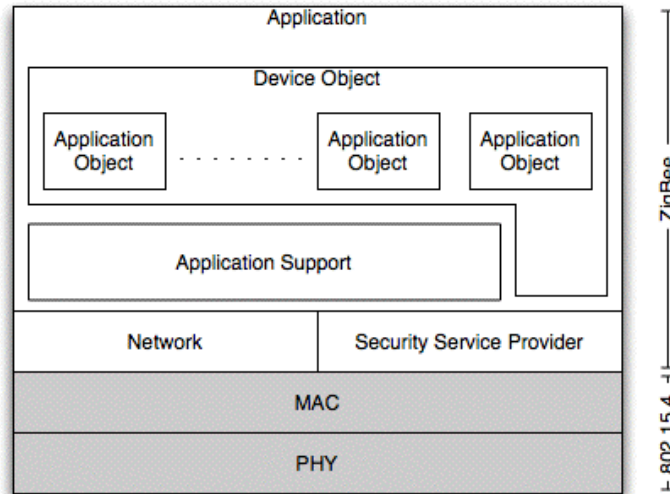 Application
Device Object
Application
Object
Application
Object
Application
Object
Application Support
Network
Security Service Provider
MAC
PHY
ZigBee
802.15.4